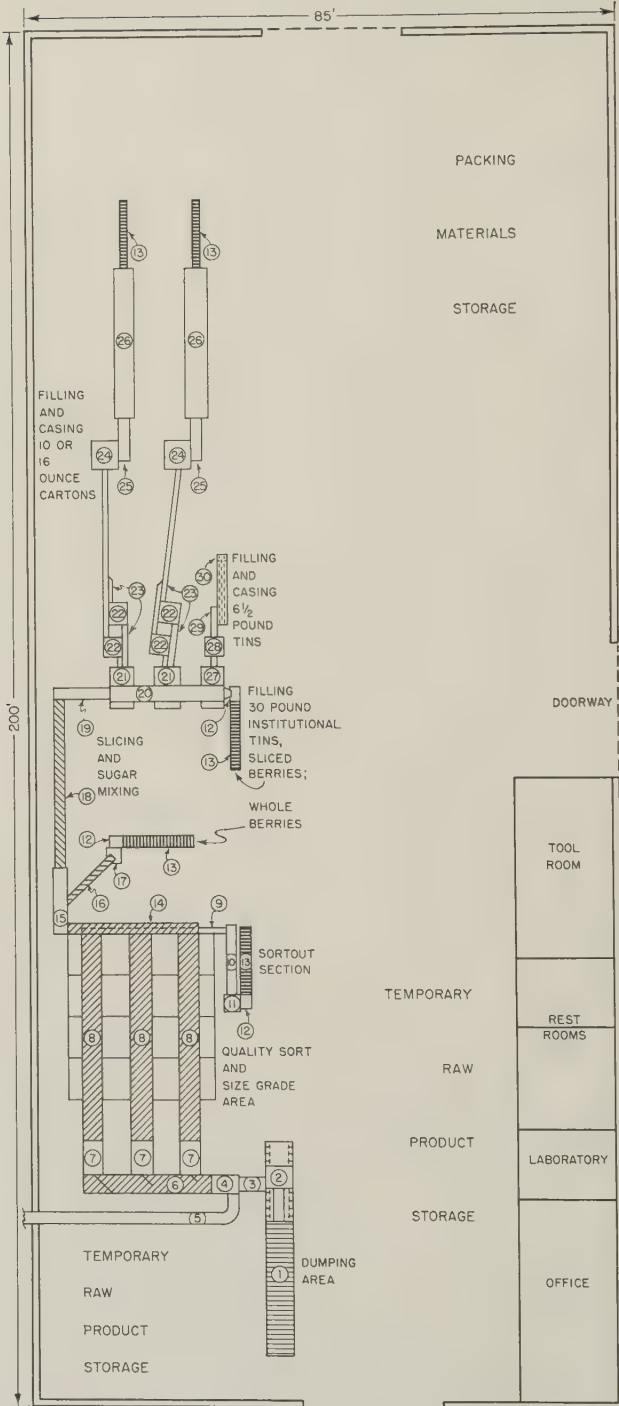 85'
200'
PACKING
MATERIALS
STORAGE
13
13
26
26
FILLING
AND
CASING
10 OR
16
OUNCE
CARTONS
24
24
25
25
30
FILLING
AND
CASING
6½
POUND
TINS
23
23
22
22
22
22
29
28
21
21
27
20
19
12
FILLING
30 POUND
INSTITUTIONAL
TINS,
SLICED
BERRIES;
13
SLICING
AND
SUGAR
MIXING
18
DOORWAY
WHOLE
BERRIES
12
13
17
16
15
14
9
TOOL
ROOM
10
13
SORTOUT
SECTION
11
12
8
8
8
QUALITY SORT
AND
SIZE GRADE
AREA
TEMPORARY
RAW
PRODUCT
STORAGE
REST
ROOMS
LABORATORY
OFFICE
7
7
7
6
4
3
2
5
1
DUMPING
AREA
TEMPORARY
RAW
PRODUCT
STORAGE